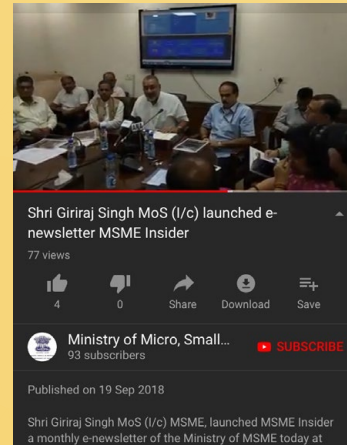 Shri Giriraj Singh MoS (I/c) launched e-
newsletter MSME Insider
77 views
4
0
Share
Download
Save
Ministry of Micro, Small...
SUBSCRIBE
93 subscribers
Published on 19 Sep 2018
Shri Giriraj Singh MoS (I/c) MSME, launched MSME Insider
a monthly e-newsletter of the Ministry of MSME today at